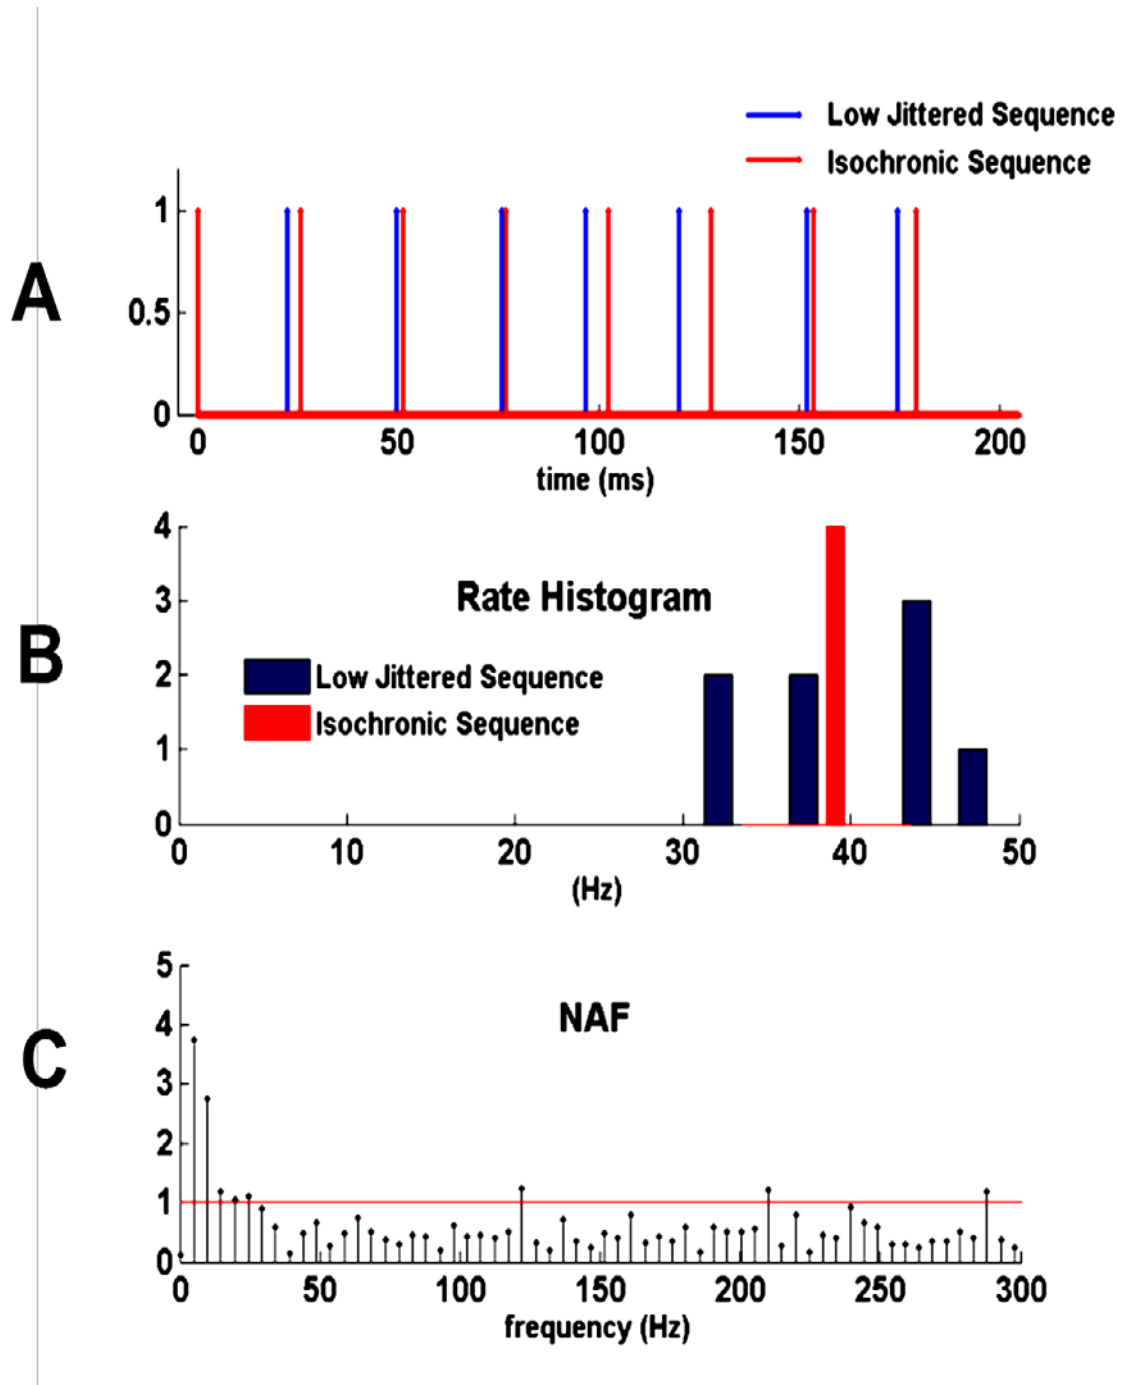 Low Jittered Sequence
Isochronic Sequence
A
1
0.5
0
0 50 100 150 200
time (ms)
B
4
3
2
1
0
Rate Histogram
Low Jittered Sequence
Isochronic Sequence
0 10 20 30 40 50
(Hz)
C
5
4
3
2
1
0
NAF
0 50 100 150 200 250 300
frequency (Hz)